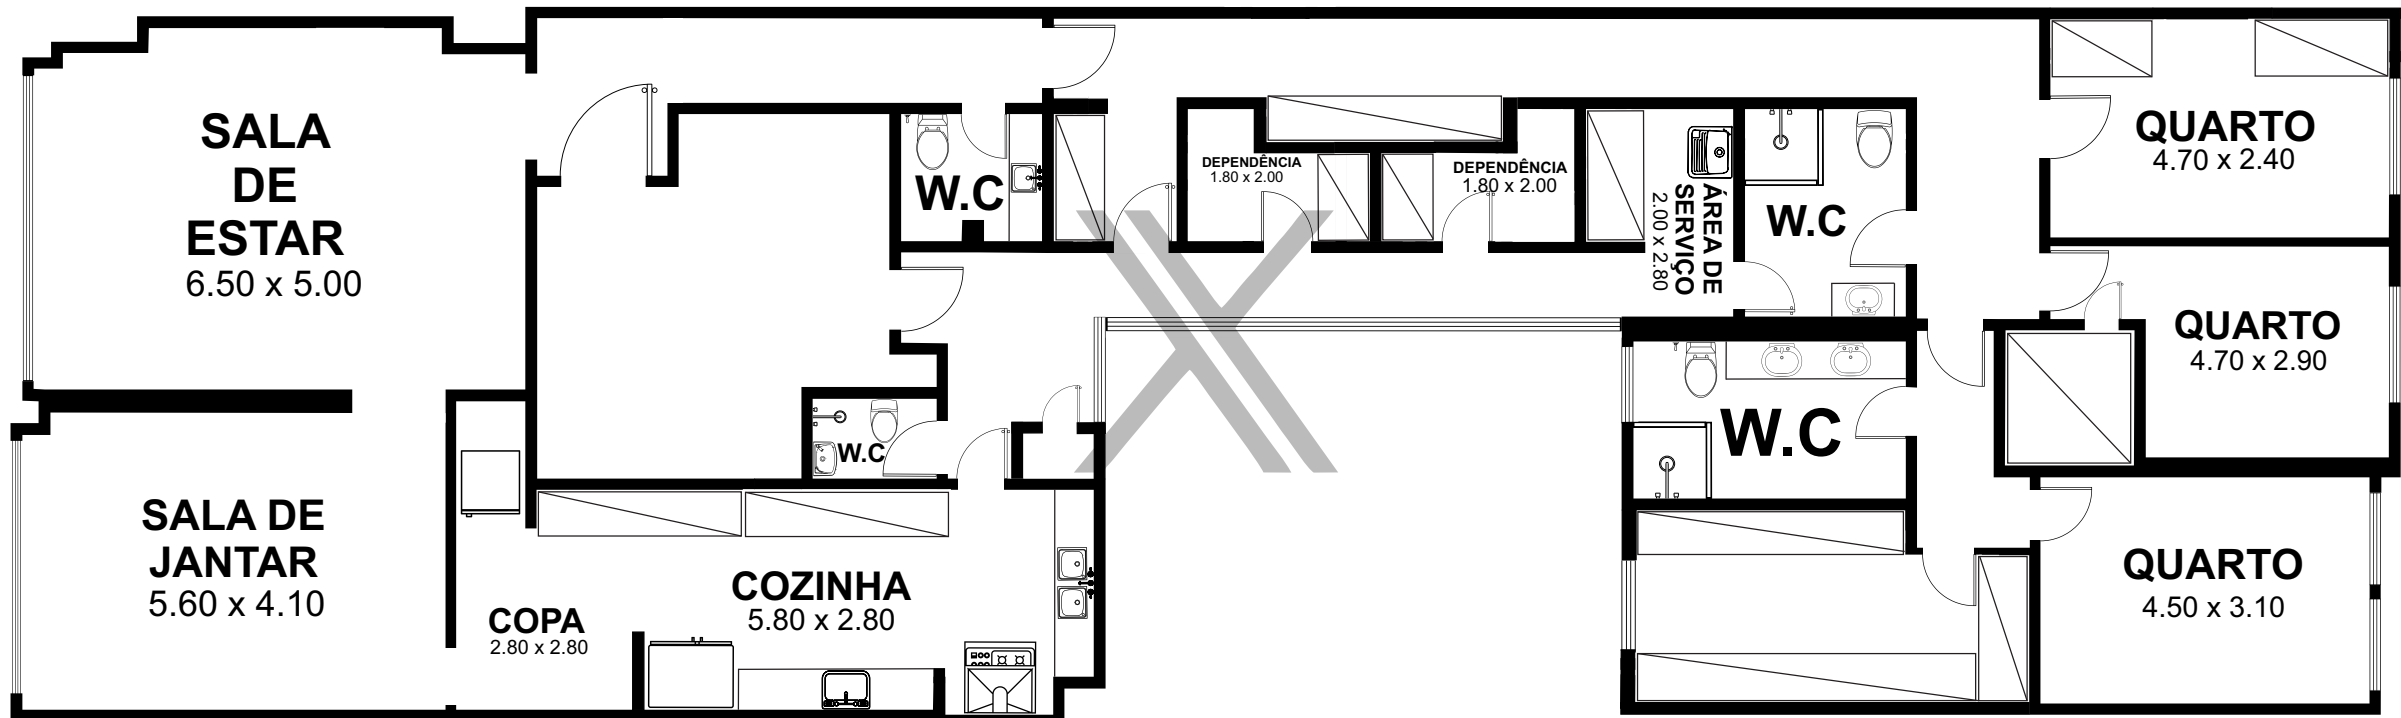 SALA
DE
ESTAR
6.50 x 5.00
SALA DE
JANTAR
5.60 x 4.10
COPA
2.80 x 2.80
COZINHA
5.80 x 2.80
W.C
W.C
DEPENDÊNCIA
1.80 x 2.00
DEPENDÊNCIA
1.80 x 2.00
ÁREA DE
SERVIÇO
2.00 x 2.80
W.C
W.C
QUARTO
4.70 x 2.40
QUARTO
4.70 x 2.90
QUARTO
4.50 x 3.10